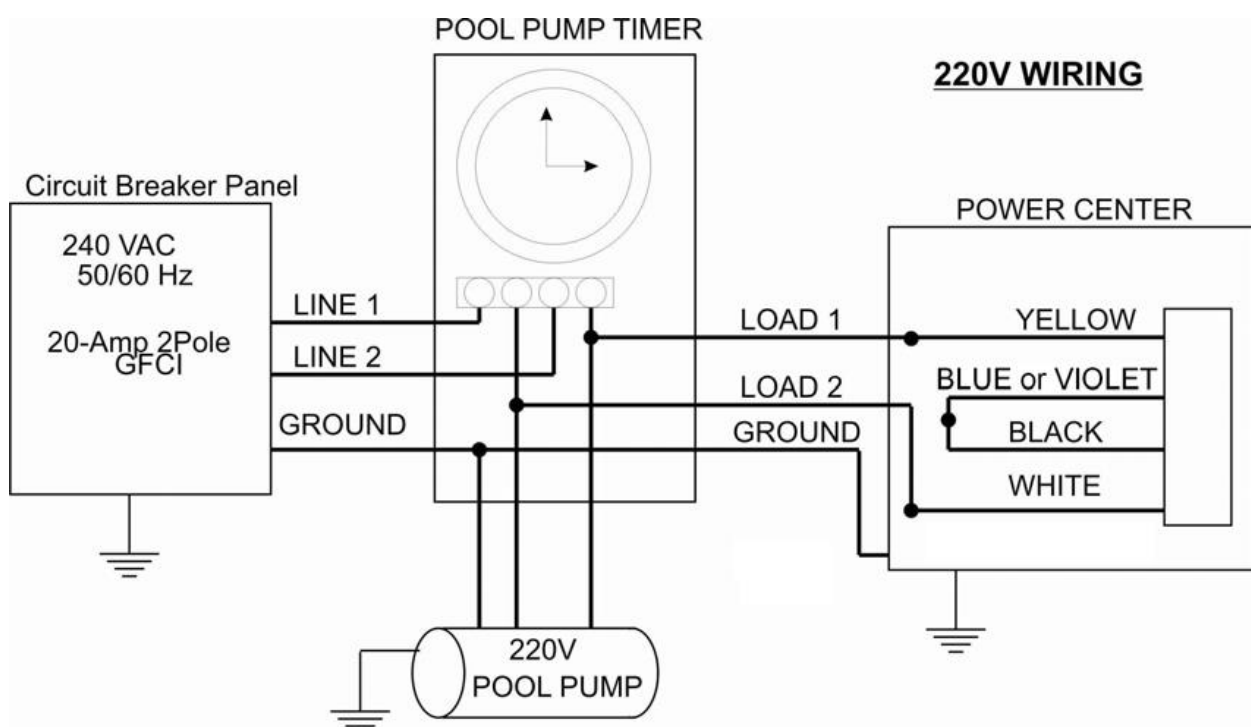 POOL PUMP TIMER
220V WIRING
Circuit Breaker Panel
240 VAC
50/60 Hz
20-Amp 2Pole
GFCI
LINE 1
LINE 2
GROUND
LOAD 1
LOAD 2
GROUND
POWER CENTER
YELLOW
BLUE or VIOLET
BLACK
WHITE
220V
POOL PUMP